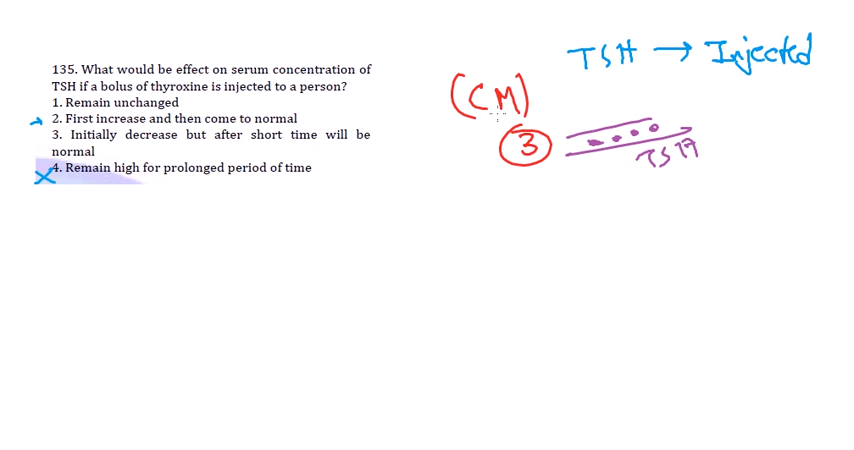 135. What would be effect on serum concentration of
TSH if a bolus of thyroxine is injected to a person?
1. Remain unchanged
2. First increase and then come to normal
3. Initially decrease but after short time will be
normal
4. Remain high for prolonged period of time
TSH → Injected
(CM)
3
TSH